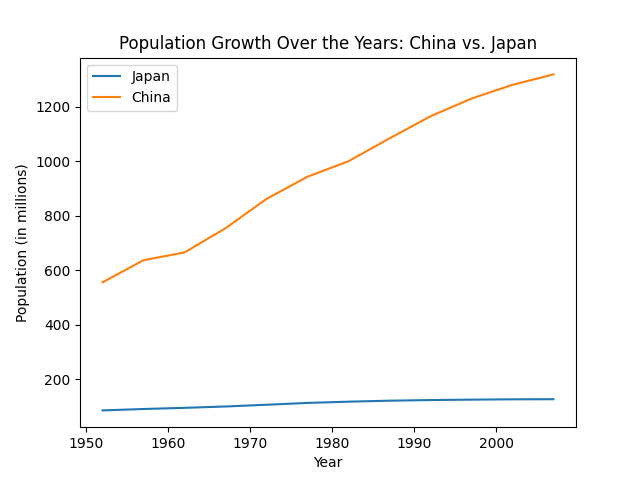 Population Growth Over the Years: China vs. Japan
Japan
China
Population (in millions)
1200
1000
800
600
400
200
1950 1960 1970 1980 1990 2000
Year